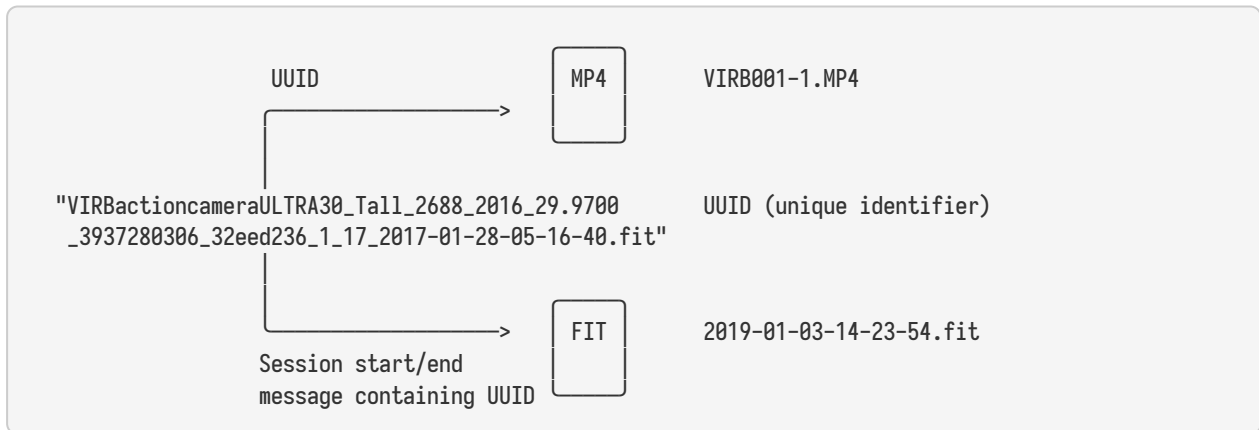 UUID
MP4
VIRB001-1.MP4
"VIRBactioncameraULTRA30_Tall_2688_2016_29.9700
UUID (unique identifier)
_3937280306_32eed236_1_17_2017-01-28-05-16-40.fit"
FIT
2019-01-03-14-23-54.fit
Session start/end
message containing UUID